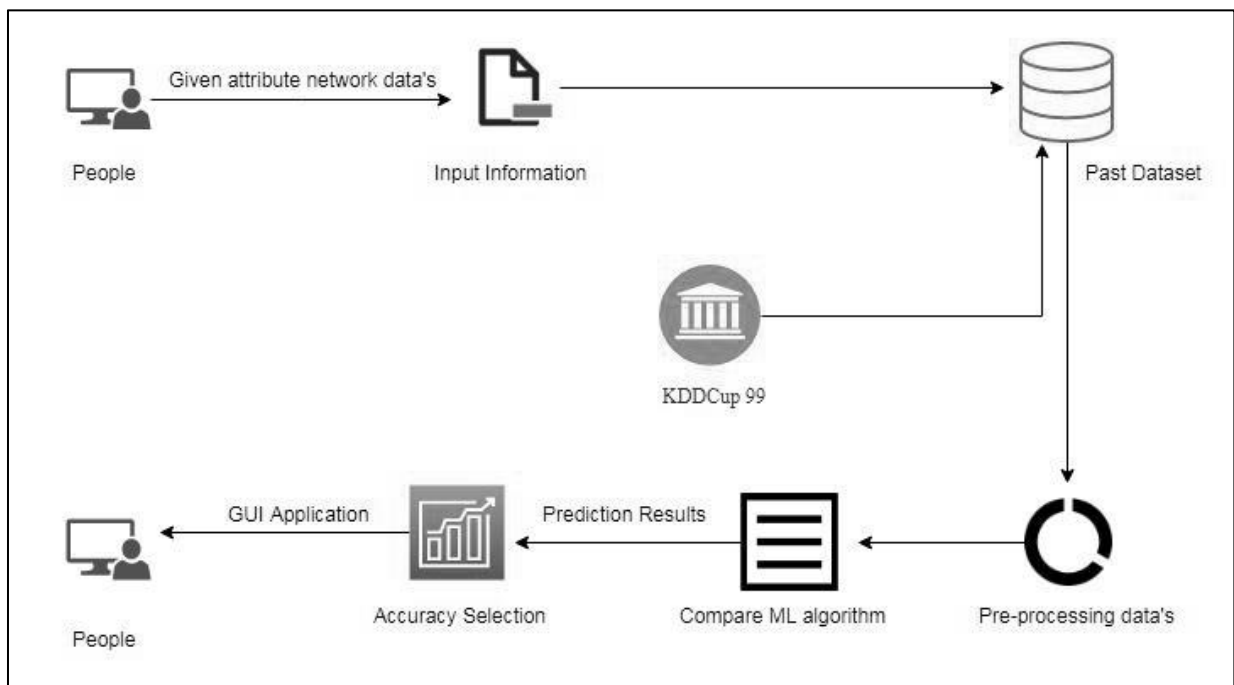 Given attribute network data's
People
Input Information
Past Dataset
KDDCup 99
GUI Application
Prediction Results
People
Accuracy Selection
Compare ML algorithm
Pre-processing data's